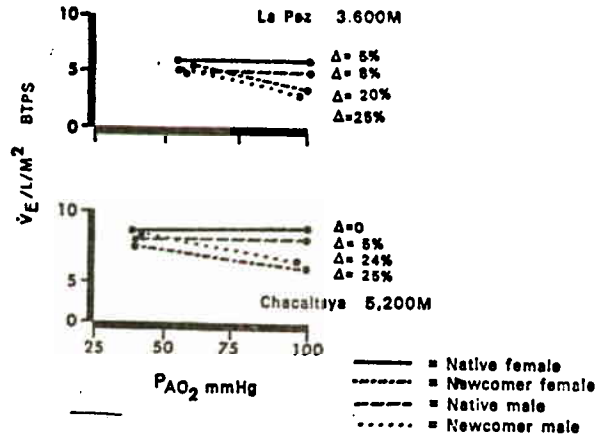 La Paz 3.600M
10
5
0
Δ= 5%
Δ= 8%
Δ= 20%
Δ=25%
V̇E/L/M² BTPS
10
5
0
Δ=0
Δ= 5%
Δ= 24%
Δ= 25%
Chacaltaya 5,200M
25 50 75 100
PAO2 mmHg
= Native female
= Newcomer female
= Native male
= Newcomer male